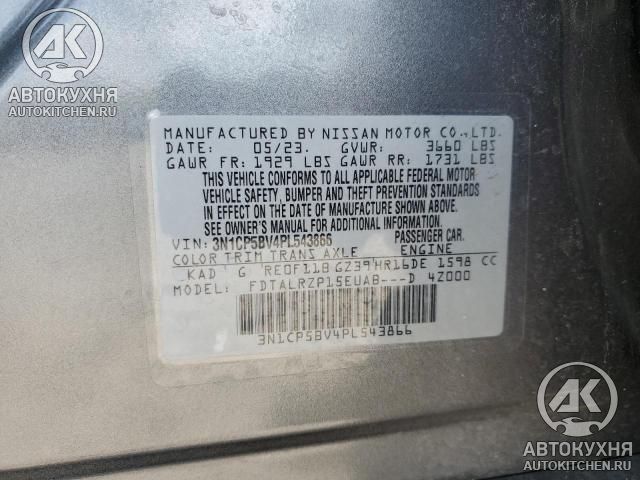 АК
АВТОКУХНЯ
AUTOKITCHEN.RU
MANUFACTURED BY NISSAN MOTOR CO.,LTD.
DATE: 05/23. GVWR: 3660 LBS
GAWR FR: 1929 LBS GAWR RR: 1731 LBS
THIS VEHICLE CONFORMS TO ALL APPLICABLE FEDERAL MOTOR
VEHICLE SAFETY, BUMPER AND THEFT PREVENTION STANDARDS
IN EFFECT ON THE DATE OF MANUFACTURE SHOWN ABOVE.
SEE OWNER'S MANUAL FOR ADDITIONAL INFORMATION.
VIN: 3N1CP5BV4PL543866 PASSENGER CAR.
COLOR TRIM TRANS AXLE ENGINE
KAD G RE0F11B GZ39 HR16DE 1598 CC
MODEL: FDTALRZP15EUAB---D 4Z000
3N1CP5BV4PL543866
АК
АВТОКУХНЯ
AUTOKITCHEN.RU